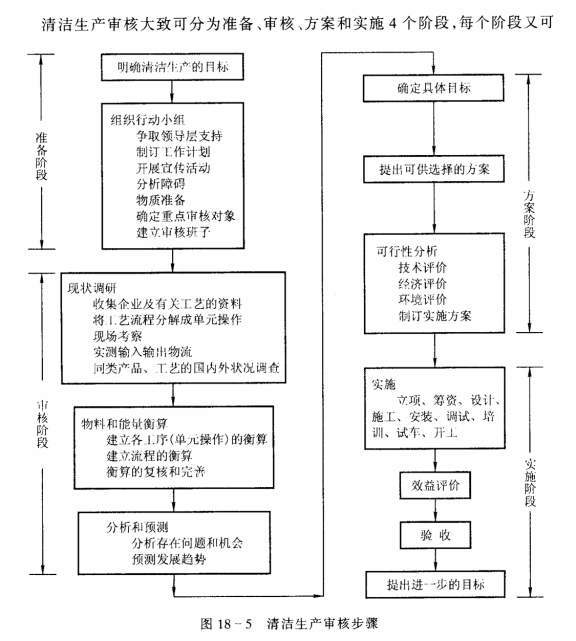 清洁生产审核大致可分为准备、审核、方案和实施4个阶段,每个阶段又可
明确清洁生产的目标
组织行动小组
争取领导层支持
制订工作计划
开展宣传活动
分析障碍
物质准备
确定重点审核对象
建立审核班子
准备阶段
现状调研
收集企业及有关工艺的资料
将工艺流程分解成单元操作
现场考察
实测输入输出物流
同类产品、工艺的国内外状况调查
物料和能量衡算
建立各工序(单元操作)的衡算
建立流程的衡算
衡算的复核和完善
分析和预测
分析存在问题和机会
预测发展趋势
审核阶段
确定具体目标
提出可供选择的方案
可行性分析
技术评价
经济评价
环境评价
制订实施方案
方案阶段
实施
立项、筹资、设计、
施工、安装、调试、培
训、试车、开工
效益评价
验收
提出进一步的目标
实施阶段
图18-5 清洁生产审核步骤